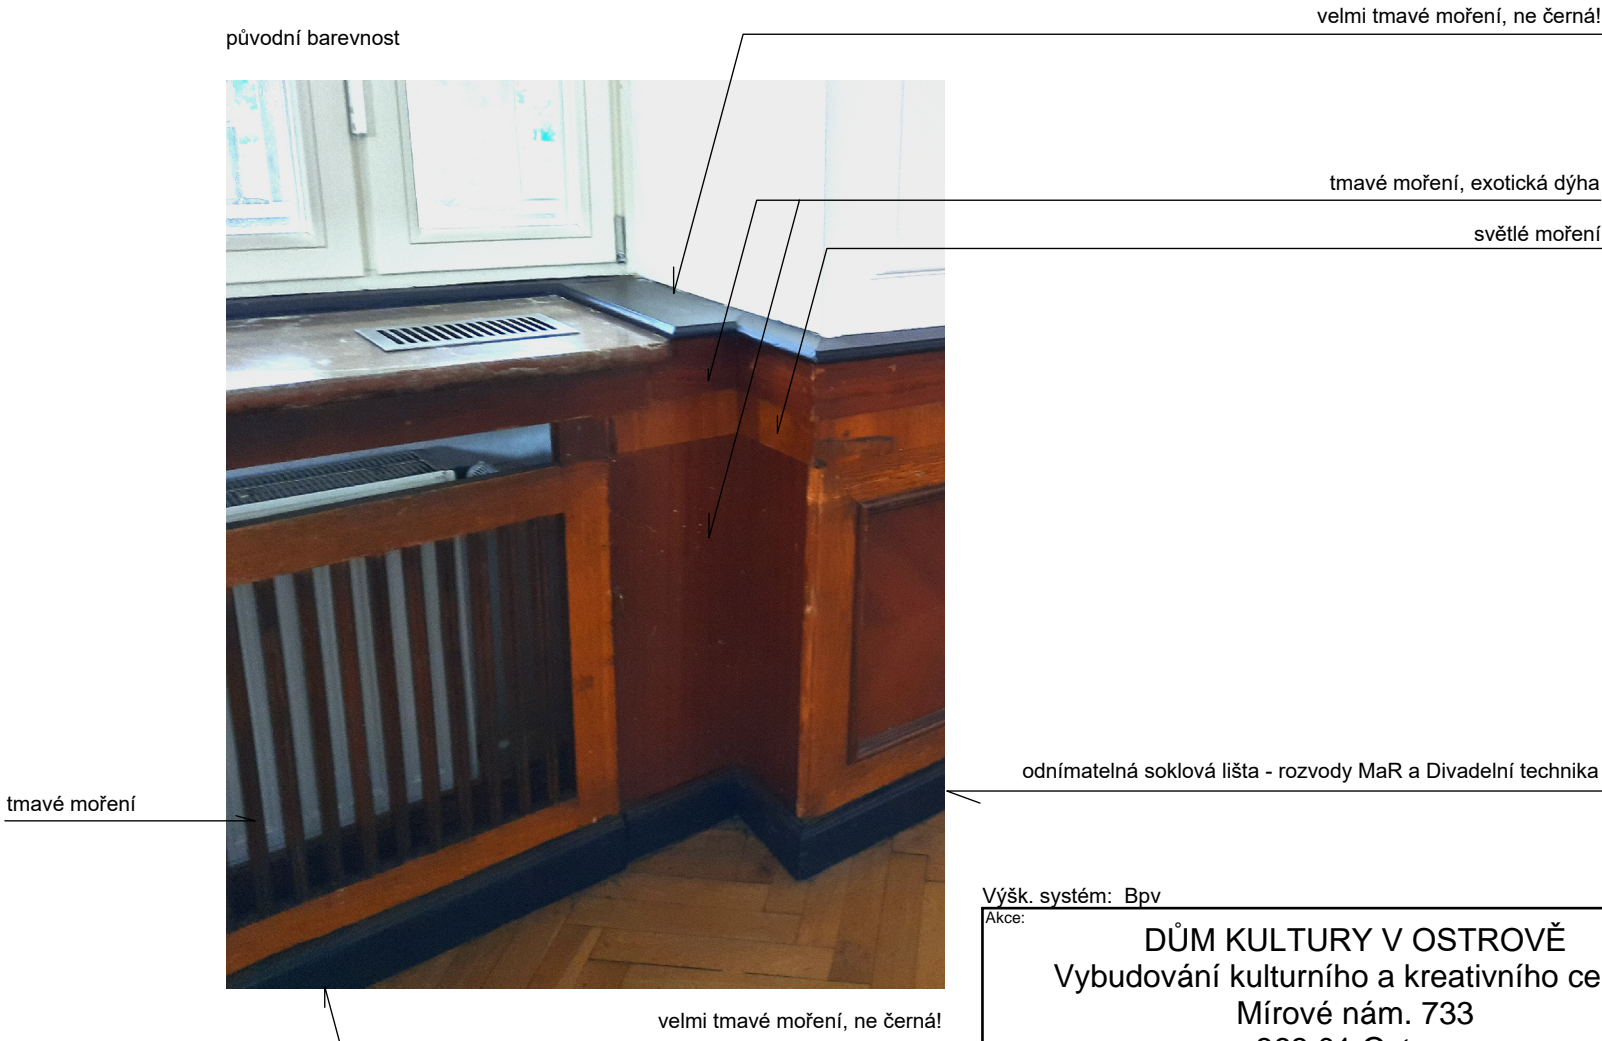 velmi tmavé moření, ne černá!
původní barevnost
tmavé moření, exotická dýha
světlé moření
odnímatelná soklová lišta - rozvody MaR a Divadelní technika
tmavé moření
Výšk. systém: Bpv
Akce:
DŮM KULTURY V OSTROVĚ
Vybudování kulturního a kreativního
Mírové nám. 733
velmi tmavé moření, ne černá!